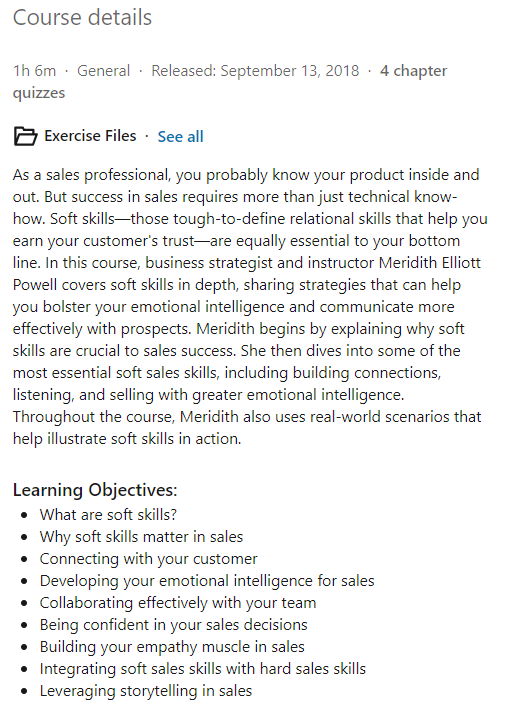 Course details
1h 6m · General · Released: September 13, 2018 · 4 chapter
quizzes
Exercise Files · See all
As a sales professional, you probably know your product inside and
out. But success in sales requires more than just technical know-
how. Soft skills—those tough-to-define relational skills that help you
earn your customer's trust—are equally essential to your bottom
line. In this course, business strategist and instructor Meridith Elliott
Powell covers soft skills in depth, sharing strategies that can help
you bolster your emotional intelligence and communicate more
effectively with prospects. Meridith begins by explaining why soft
skills are crucial to sales success. She then dives into some of the
most essential soft sales skills, including building connections,
listening, and selling with greater emotional intelligence.
Throughout the course, Meridith also uses real-world scenarios that
help illustrate soft skills in action.
Learning Objectives:
• What are soft skills?
• Why soft skills matter in sales
• Connecting with your customer
• Developing your emotional intelligence for sales
• Collaborating effectively with your team
• Being confident in your sales decisions
• Building your empathy muscle in sales
• Integrating soft sales skills with hard sales skills
• Leveraging storytelling in sales